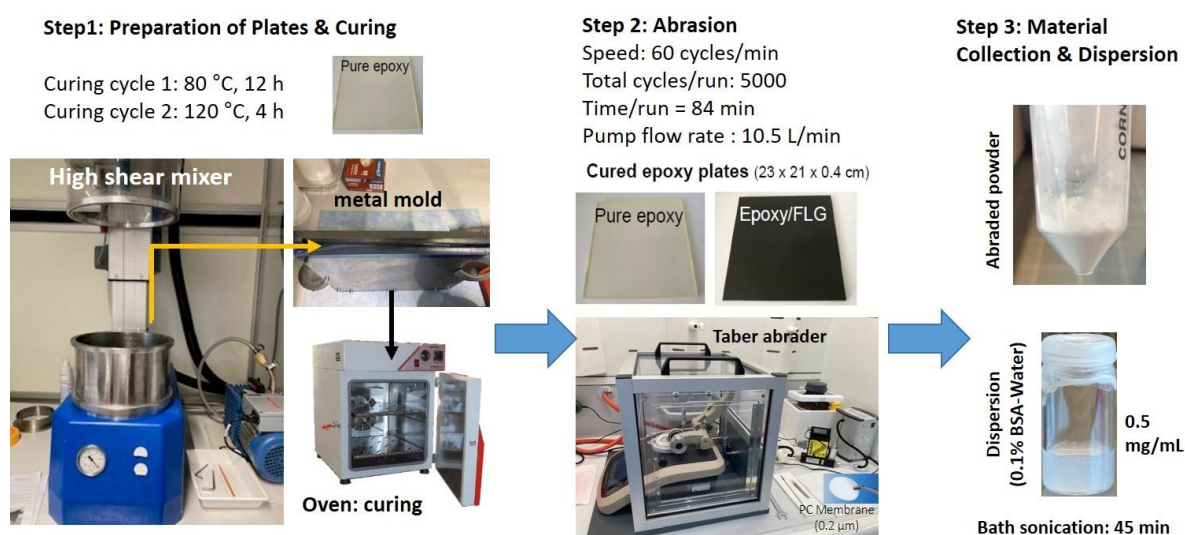 Step1: Preparation of Plates & Curing
Curing cycle 1: 80 °C, 12 h
Curing cycle 2: 120 °C, 4 h
Pure epoxy
High shear mixer
metal mold
Oven: curing
Step 2: Abrasion
Speed: 60 cycles/min
Total cycles/run: 5000
Time/run = 84 min
Pump flow rate : 10.5 L/min
Cured epoxy plates (23 x 21 x 0.4 cm)
Pure epoxy
Epoxy/FLG
Taber abrader
PC Membrane
(0.2 µm)
Step 3: Material
Collection & Dispersion
Abraded powder
CORN
Dispersion
(0.1% BSA-Water)
0.5
mg/mL
Bath sonication: 45 min